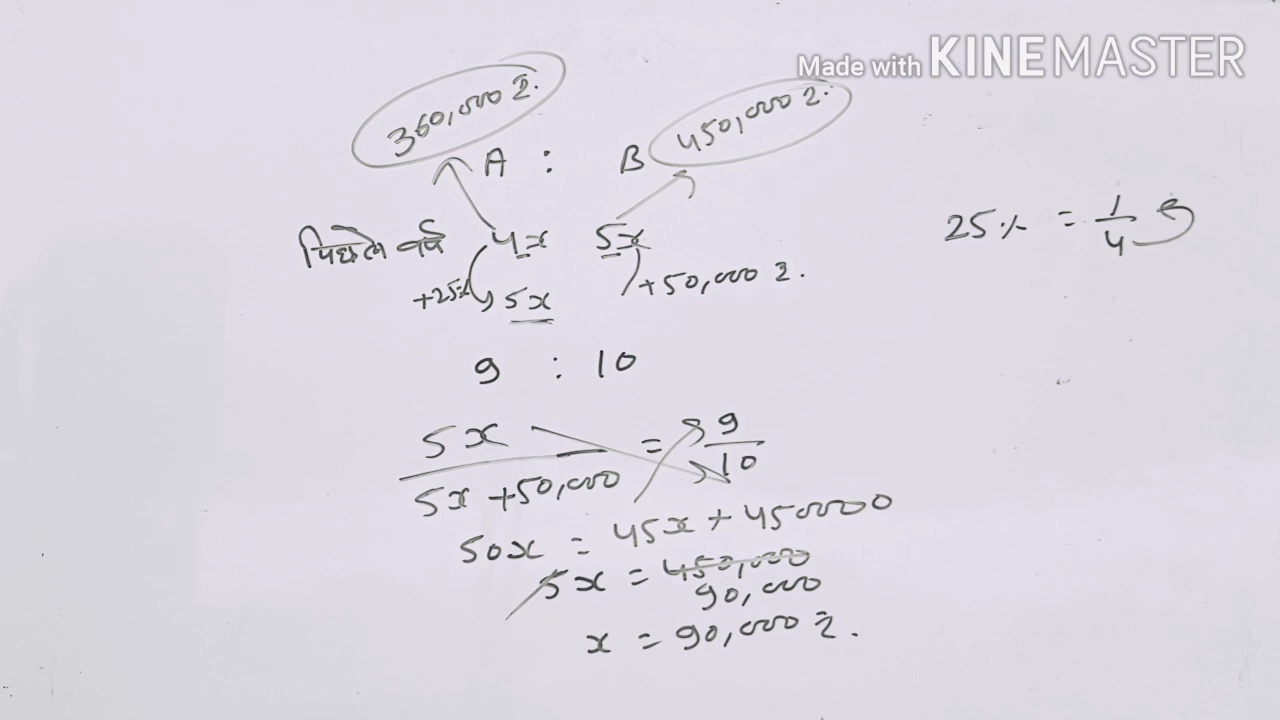 Made with KINEMASTER
360,000 रु.
450,000 रु.
A : B
25% = 1/4
पिछले वर्ष 4x 5x
+25% 5x +50,000 रु.
9 : 10
5x / 5x + 50,000 = 9 / 10
50x = 45x + 450000
5x = 450,000
90,000
x = 90,000 रु.